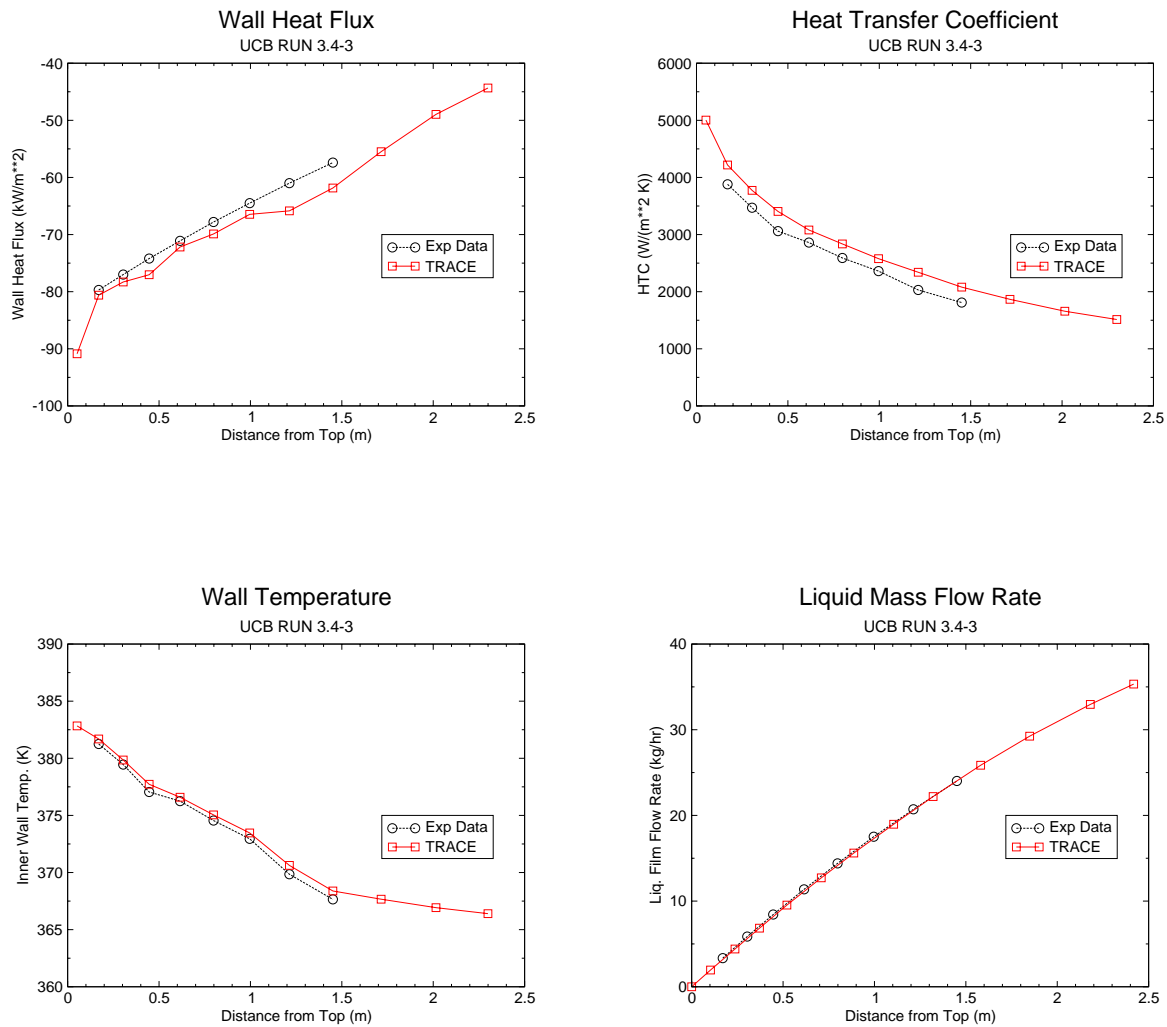 Wall Heat Flux
UCB RUN 3.4-3
-40
-50
-60
-70
-80
-90
-100
Wall Heat Flux (kW/m**2)
Exp Data
TRACE
0 0.5 1 1.5 2 2.5
Distance from Top (m)
Heat Transfer Coefficient
UCB RUN 3.4-3
6000
5000
4000
3000
2000
1000
0
HTC (W/(m**2 K))
Exp Data
TRACE
0 0.5 1 1.5 2 2.5
Distance from Top (m)
Wall Temperature
UCB RUN 3.4-3
390
385
380
375
370
365
360
Inner Wall Temp. (K)
Exp Data
TRACE
0 0.5 1 1.5 2 2.5
Distance from Top (m)
Liquid Mass Flow Rate
UCB RUN 3.4-3
40
30
20
10
0
Liq. Film Flow Rate (kg/hr)
Exp Data
TRACE
0 0.5 1 1.5 2 2.5
Distance from Top (m)